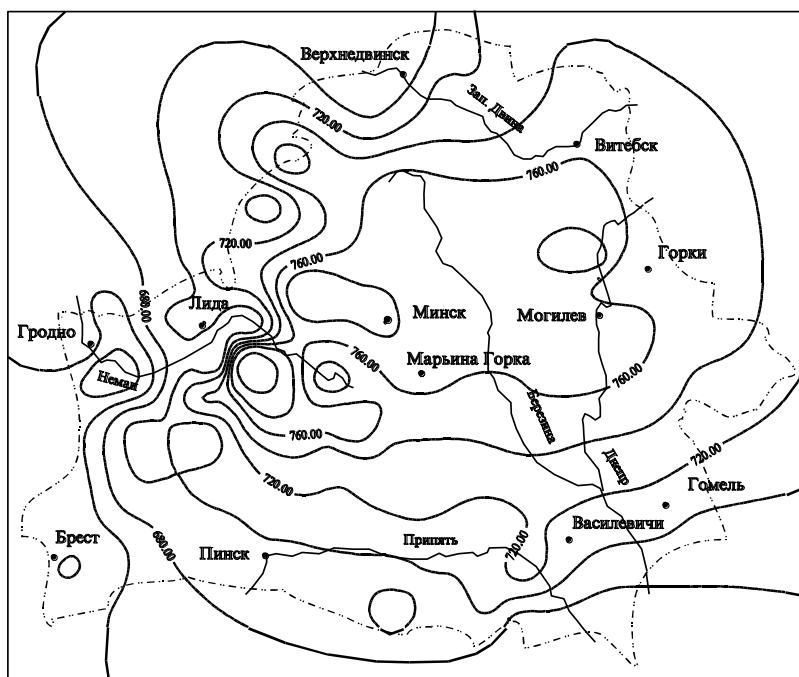 Верхнедвинск
Зап. Двина
720.00
Витебск
760.00
720.00
760.00
Горки
680.00
Лида
Минск
Могилев
Гродно
Марьина Горка
760.00
Неман
760.00
Березина
760.00
720.00
Днепр
720.00
Гомель
Василевичи
Брест
680.00
Пинск
Припять
720.00